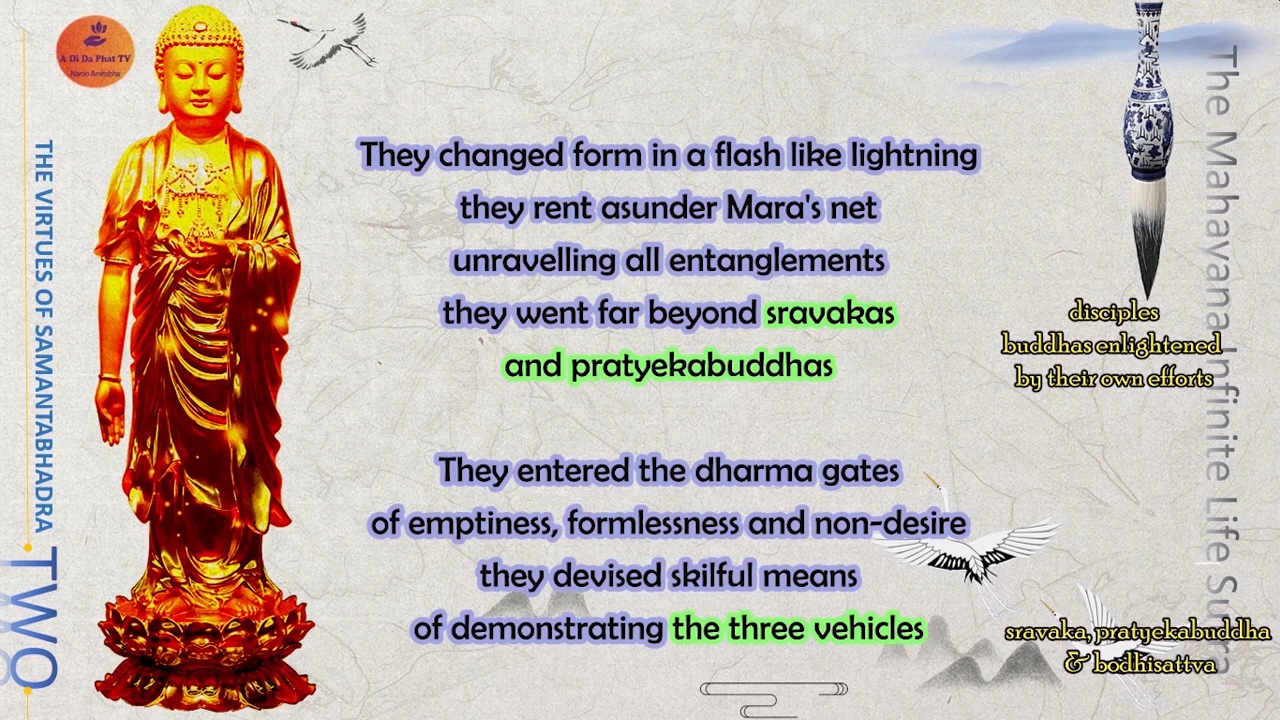 A Di Da Phat TV
Namo Amitabha
THE VIRTUES OF SAMANTABHADRA
TWO
They changed form in a flash like lightning
they rent asunder Mara's net
unravelling all entanglements
they went far beyond sravakas
and pratyekabuddhas
They entered the dharma gates
of emptiness, formlessness and non-desire
they devised skilful means
of demonstrating the three vehicles
disciples
buddhas enlightened
by their own efforts
sravaka, pratyekabuddha
& bodhisattva
The Mahayana Infinite Life Sutra